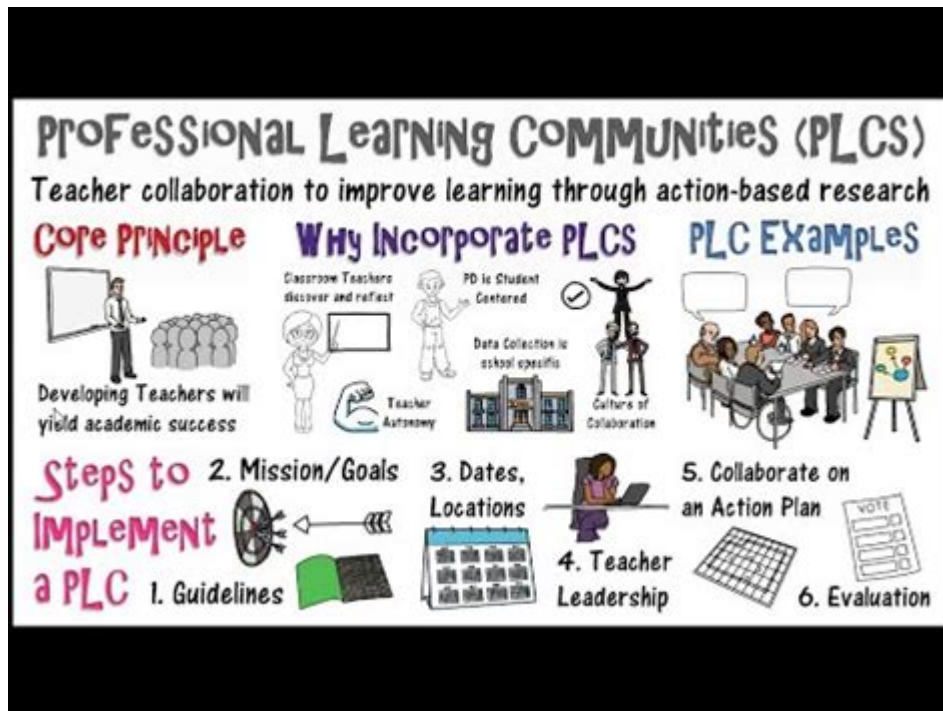 Professional Learning Communities (PLCs)
Teacher collaboration to improve learning through action-based research
Core Principle
Developing Teachers will
yield academic success
Why Incorporate PLCs
Classroom Teachers
discover and reflect
PD is Student
Centered
Data Collection is
school specific
Teacher
Autonomy
Culture of
Collaboration
PLC Examples
Steps to
Implement
a PLC
1. Guidelines
2. Mission/Goals
3. Dates,
Locations
4. Teacher
Leadership
5. Collaborate on
an Action Plan
VOTE
6. Evaluation